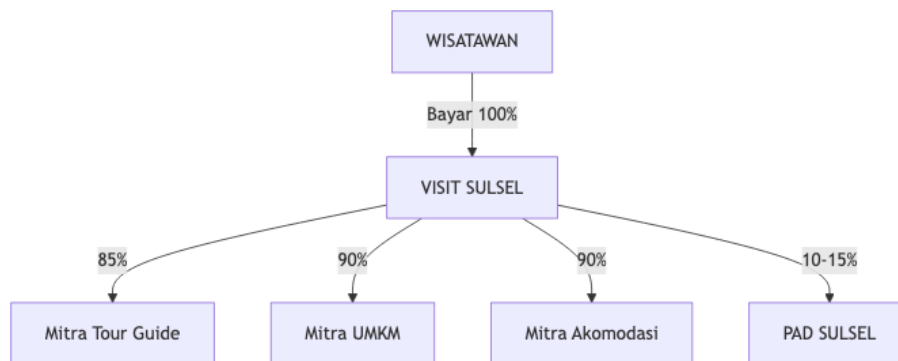 WISATAWAN
Bayar 100%
VISIT SULSEL
85%
90%
90%
10-15%
Mitra Tour Guide
Mitra UMKM
Mitra Akomodasi
PAD SULSEL